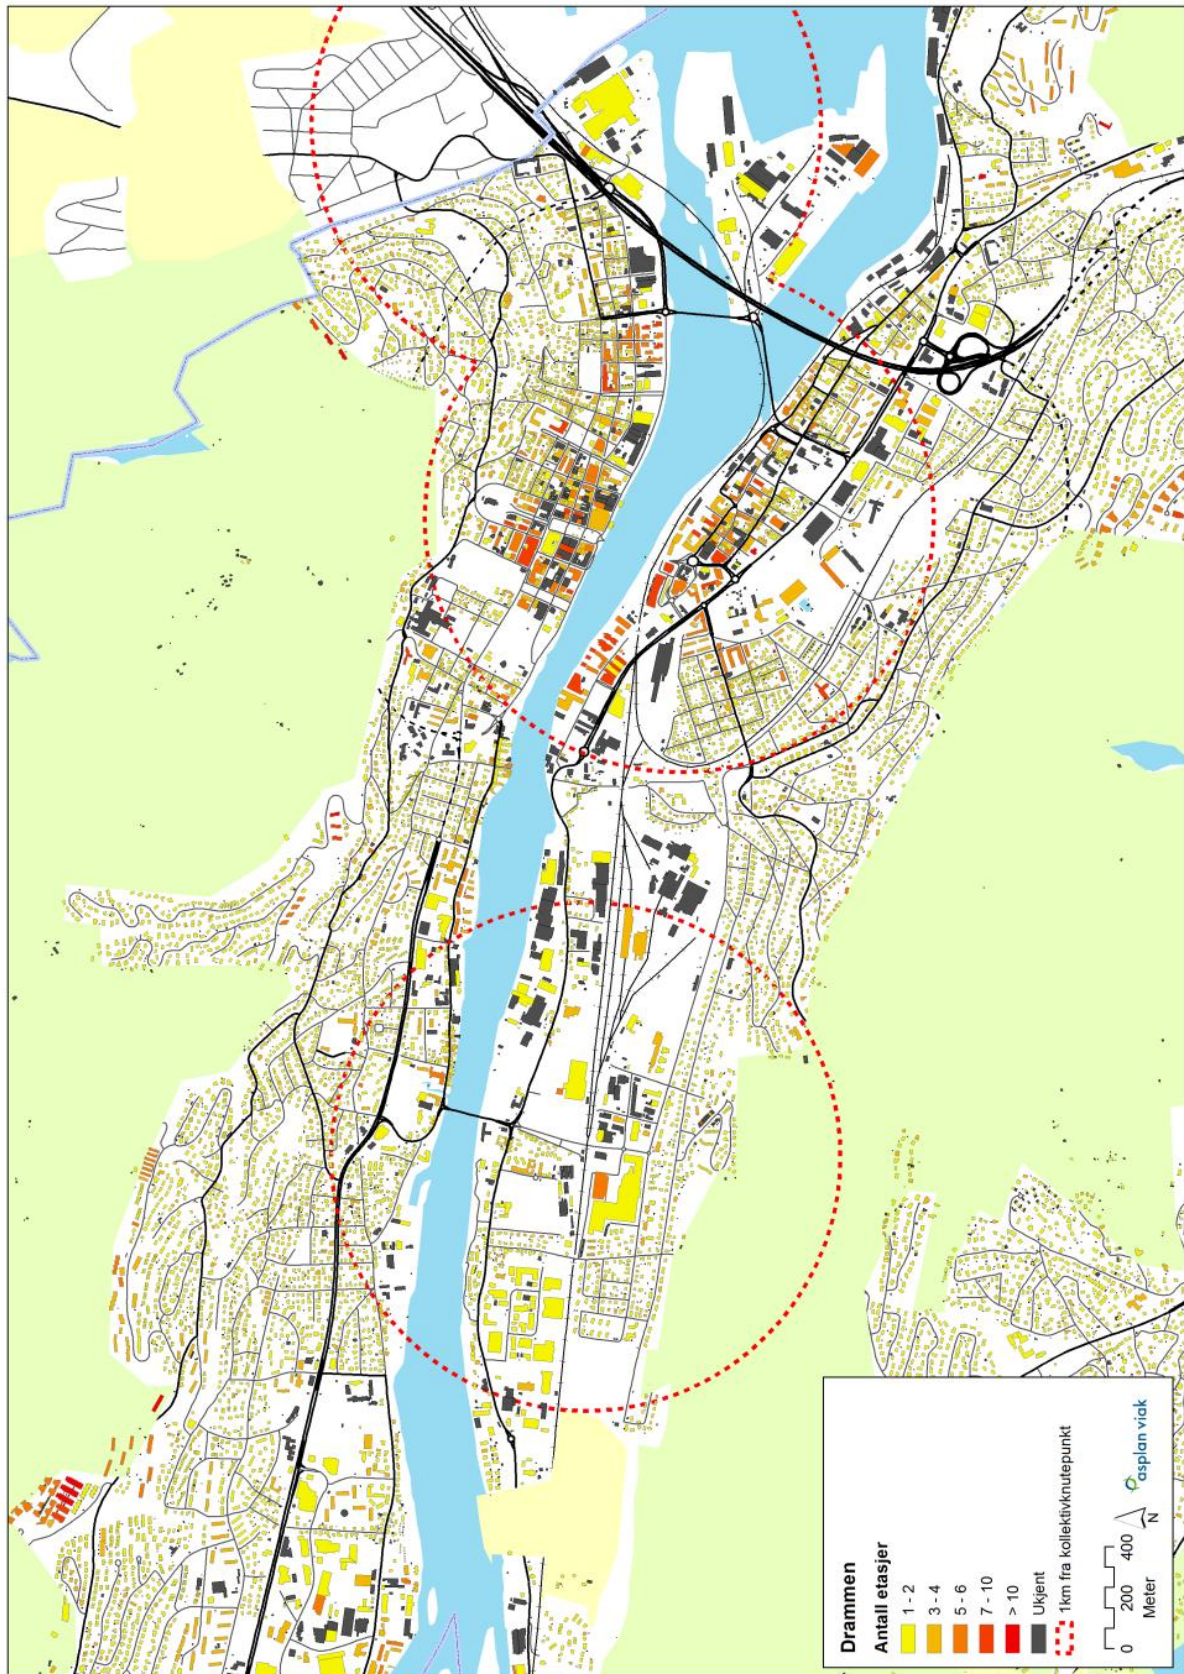 Drammen
Antall etasjer
1 - 2
3 - 4
5 - 6
7 - 10
> 10
Ukjent
1km fra kollektivknutepunkt
0 200 400
Meter
N
asplan viak